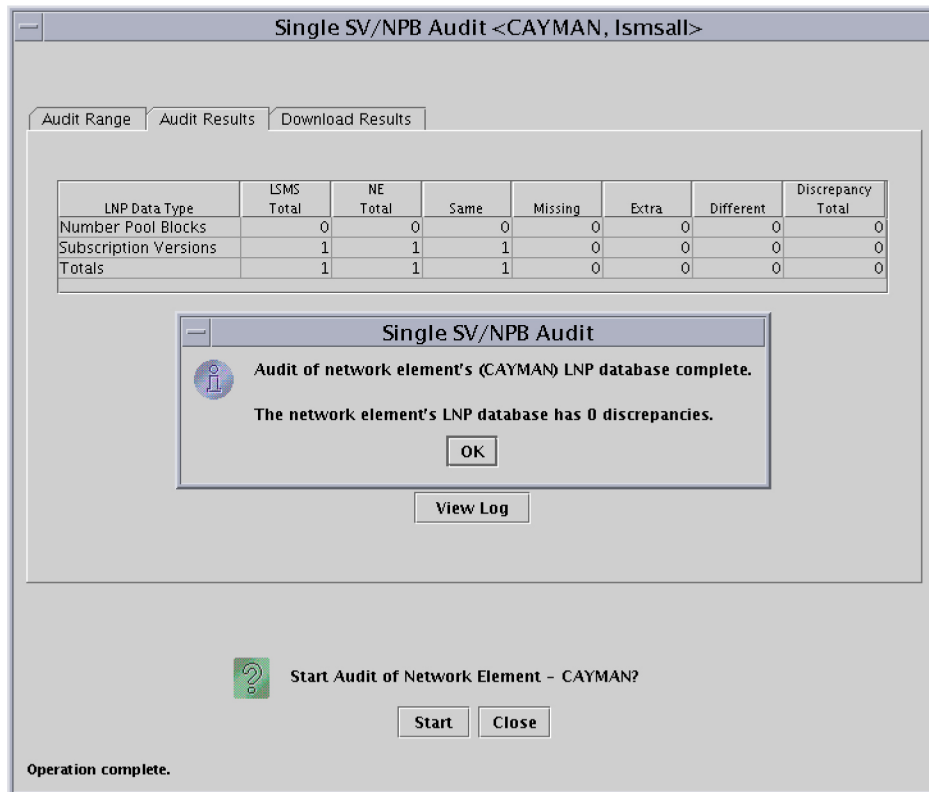 Single SV/NPB Audit <CAYMAN, lsmsall>
Audit Range Audit Results Download Results
LSMS NE Discrepancy
LNP Data Type Total Total Same Missing Extra Different Total
Number Pool Blocks 0 0 0 0 0 0 0
Subscription Versions 1 1 1 0 0 0 0
Totals 1 1 1 0 0 0 0
Single SV/NPB Audit
Audit of network element's (CAYMAN) LNP database complete.
The network element's LNP database has 0 discrepancies.
OK
View Log
Start Audit of Network Element - CAYMAN?
Start Close
Operation complete.